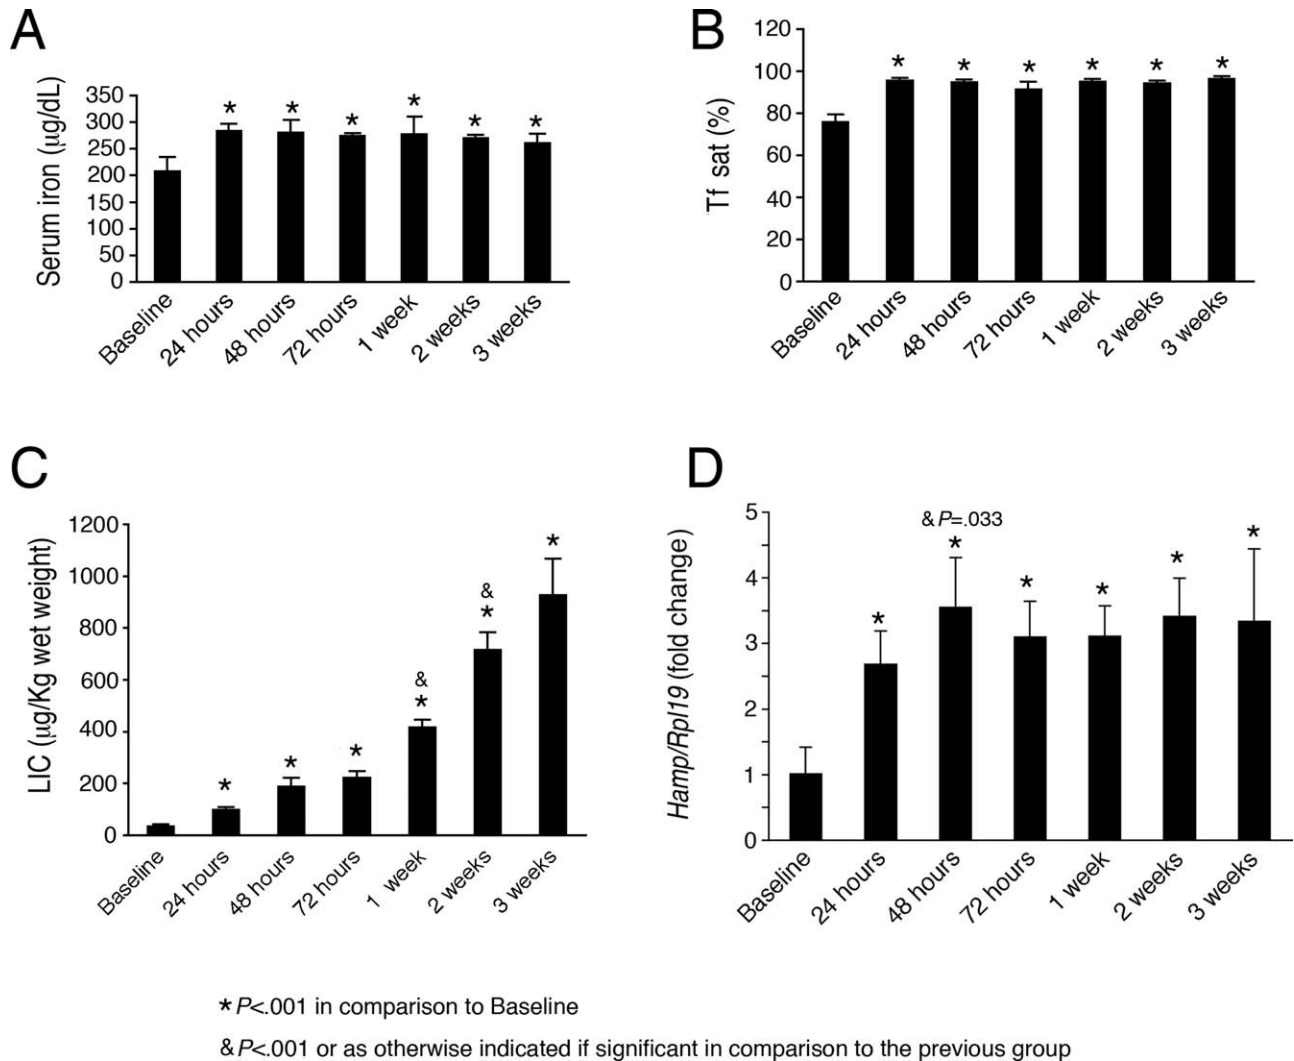 A
Serum iron (µg/dL)
350
300
250
200
150
100
50
0
* * * * * *
Baseline
24 hours
48 hours
72 hours
1 week
2 weeks
3 weeks
B
Tf sat (%)
120
100
80
60
40
20
0
* * * * * *
Baseline
24 hours
48 hours
72 hours
1 week
2 weeks
3 weeks
C
LIC (µg/Kg wet weight)
1200
1000
800
600
400
200
0
& &
* * * * * *
Baseline
24 hours
48 hours
72 hours
1 week
2 weeks
3 weeks
D
Hamp/Rpl19 (fold change)
5
4
3
2
1
0
& P=.033
* * * * * *
Baseline
24 hours
48 hours
72 hours
1 week
2 weeks
3 weeks
* P<.001 in comparison to Baseline
& P<.001 or as otherwise indicated if significant in comparison to the previous group